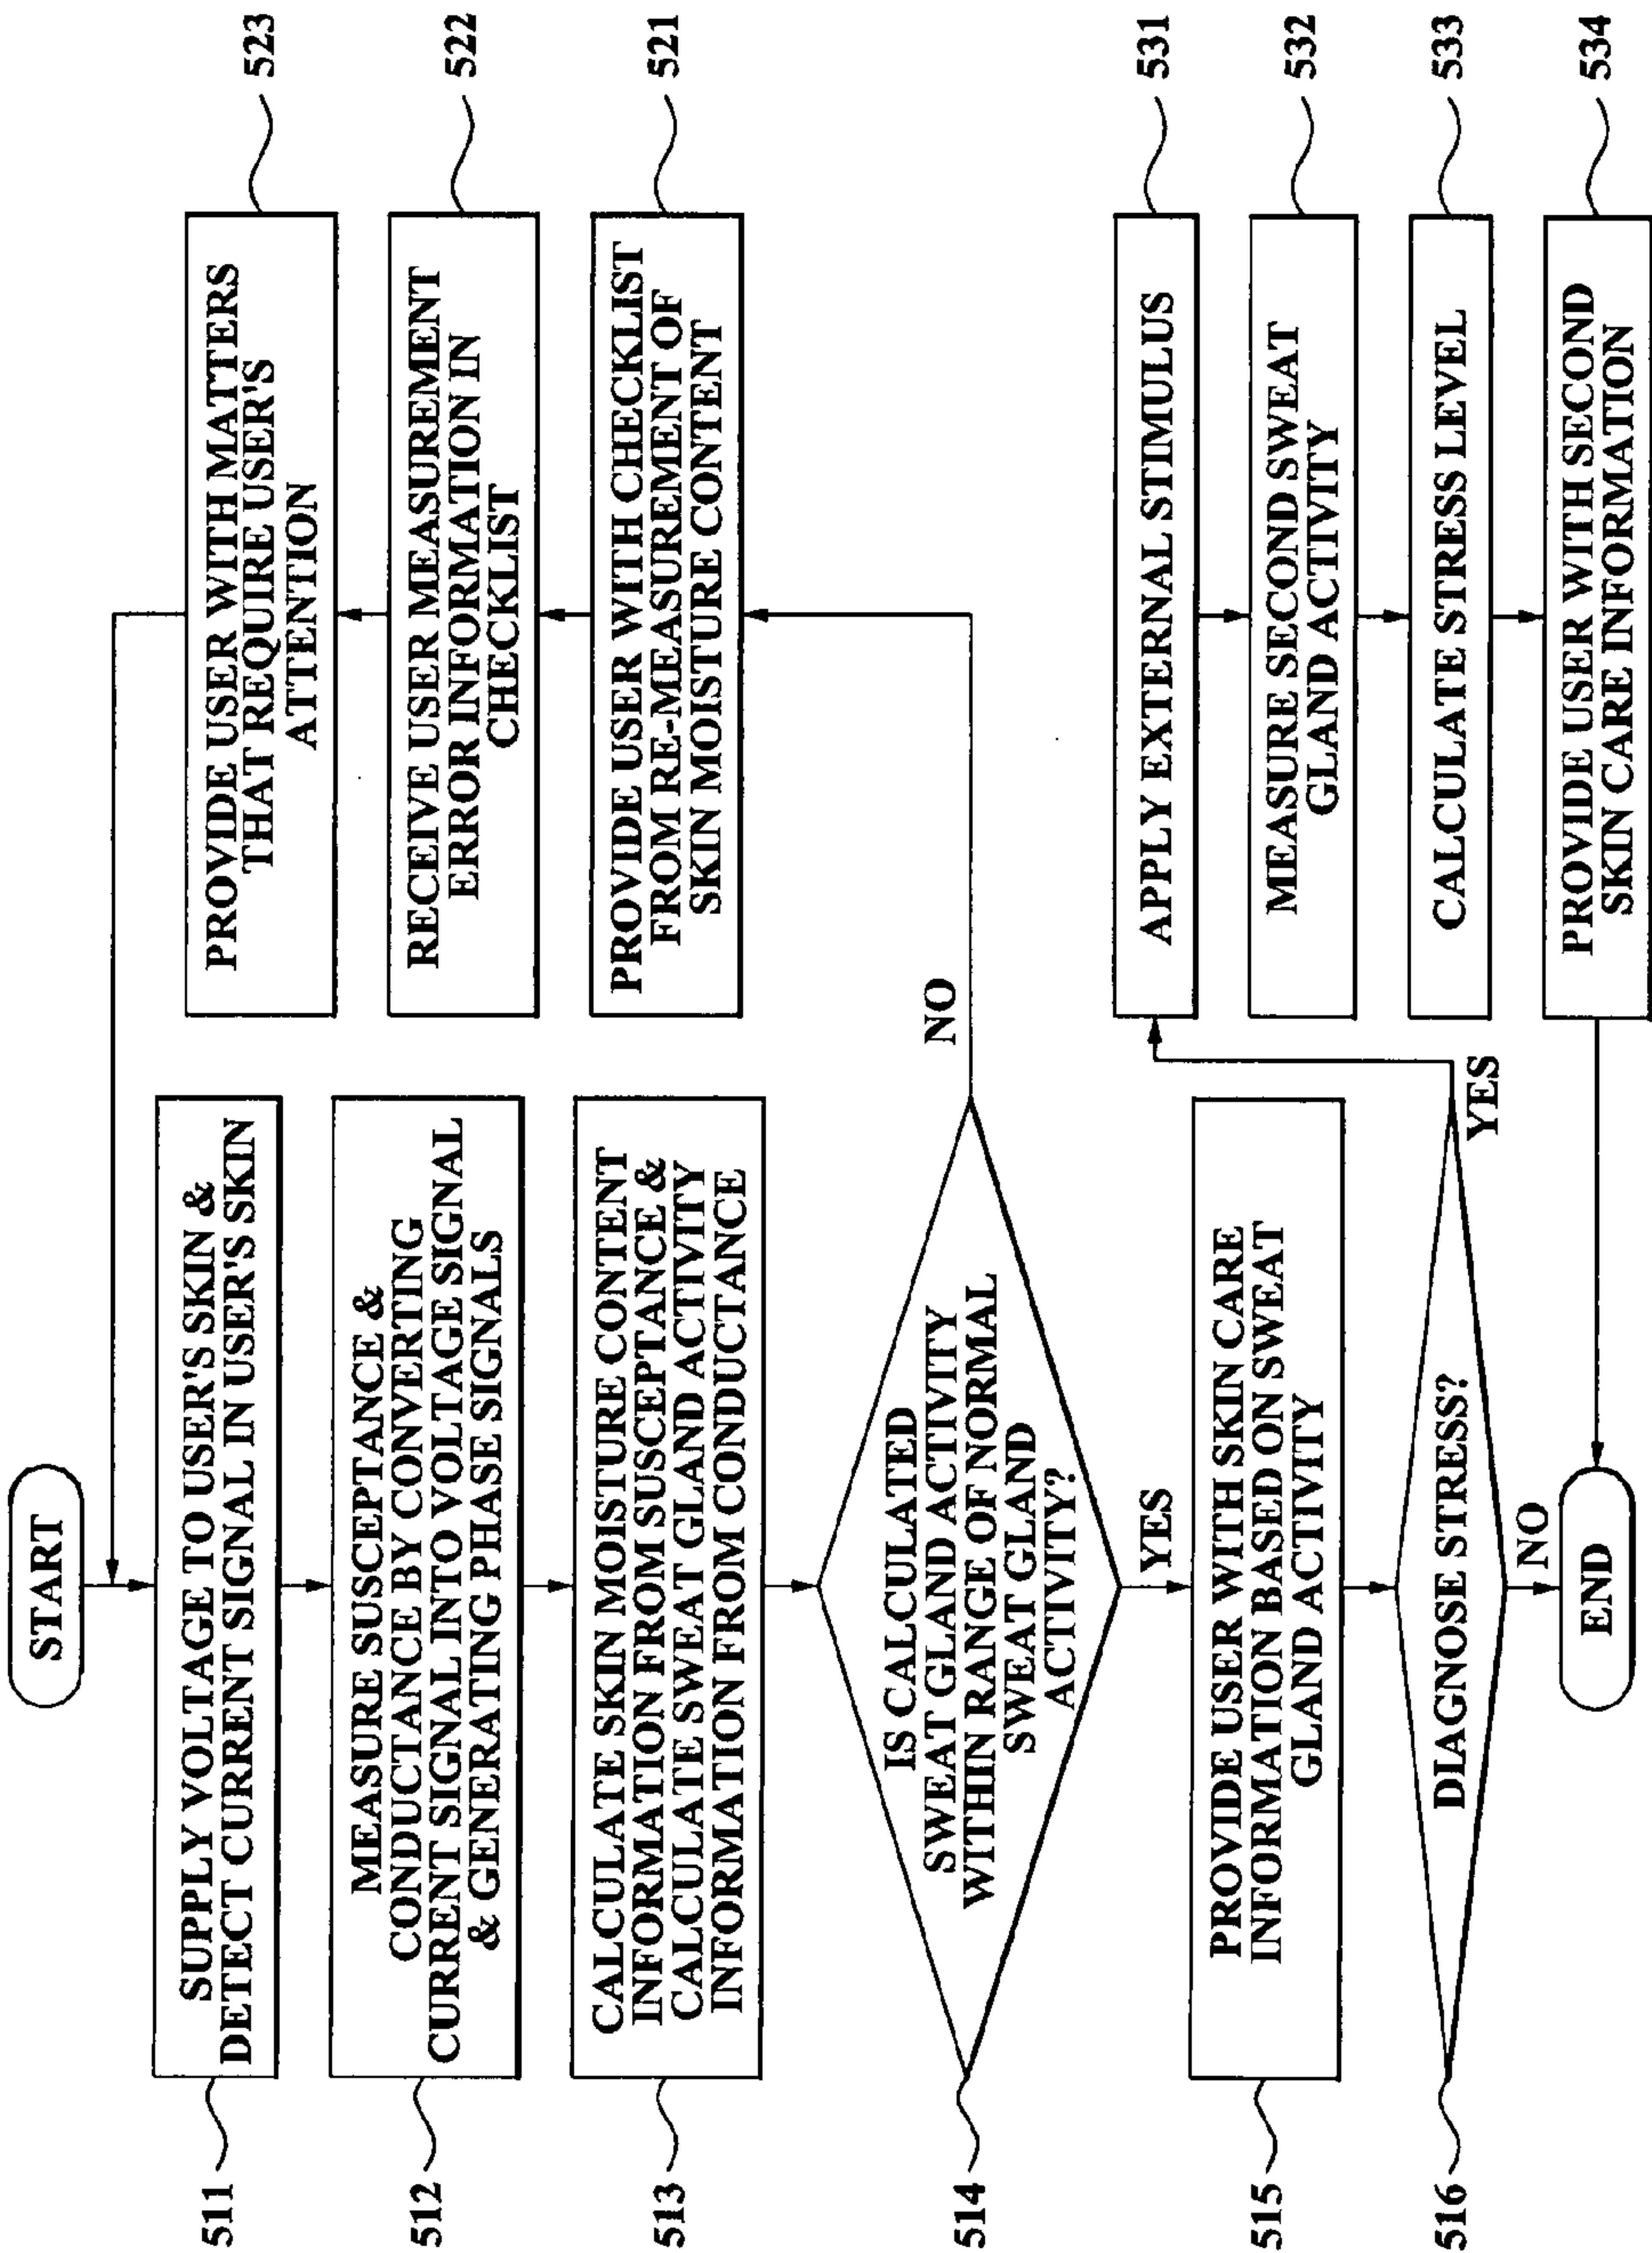 START
511
SUPPLY VOLTAGE TO USER'S SKIN &
DETECT CURRENT SIGNAL IN USER'S SKIN
512
MEASURE SUSCEPTANCE &
CONDUCTANCE BY CONVERTING
CURRENT SIGNAL INTO VOLTAGE SIGNAL
& GENERATING PHASE SIGNALS
513
CALCULATE SKIN MOISTURE CONTENT
INFORMATION FROM SUSCEPTANCE &
CALCULATE SWEAT GLAND ACTIVITY
INFORMATION FROM CONDUCTANCE
514
IS CALCULATED
SWEAT GLAND ACTIVITY
WITHIN RANGE OF NORMAL
SWEAT GLAND
ACTIVITY?
NO
YES
515
PROVIDE USER WITH SKIN CARE
INFORMATION BASED ON SWEAT
GLAND ACTIVITY
516
DIAGNOSE STRESS?
YES
NO
END
PROVIDE USER WITH MATTERS
THAT REQUIRE USER'S
ATTENTION
523
RECEIVE USER MEASUREMENT
ERROR INFORMATION IN
CHECKLIST
522
PROVIDE USER WITH CHECKLIST
FROM RE-MEASUREMENT OF
SKIN MOISTURE CONTENT
521
APPLY EXTERNAL STIMULUS
531
MEASURE SECOND SWEAT
GLAND ACTIVITY
532
CALCULATE STRESS LEVEL
533
PROVIDE USER WITH SECOND
SKIN CARE INFORMATION
534